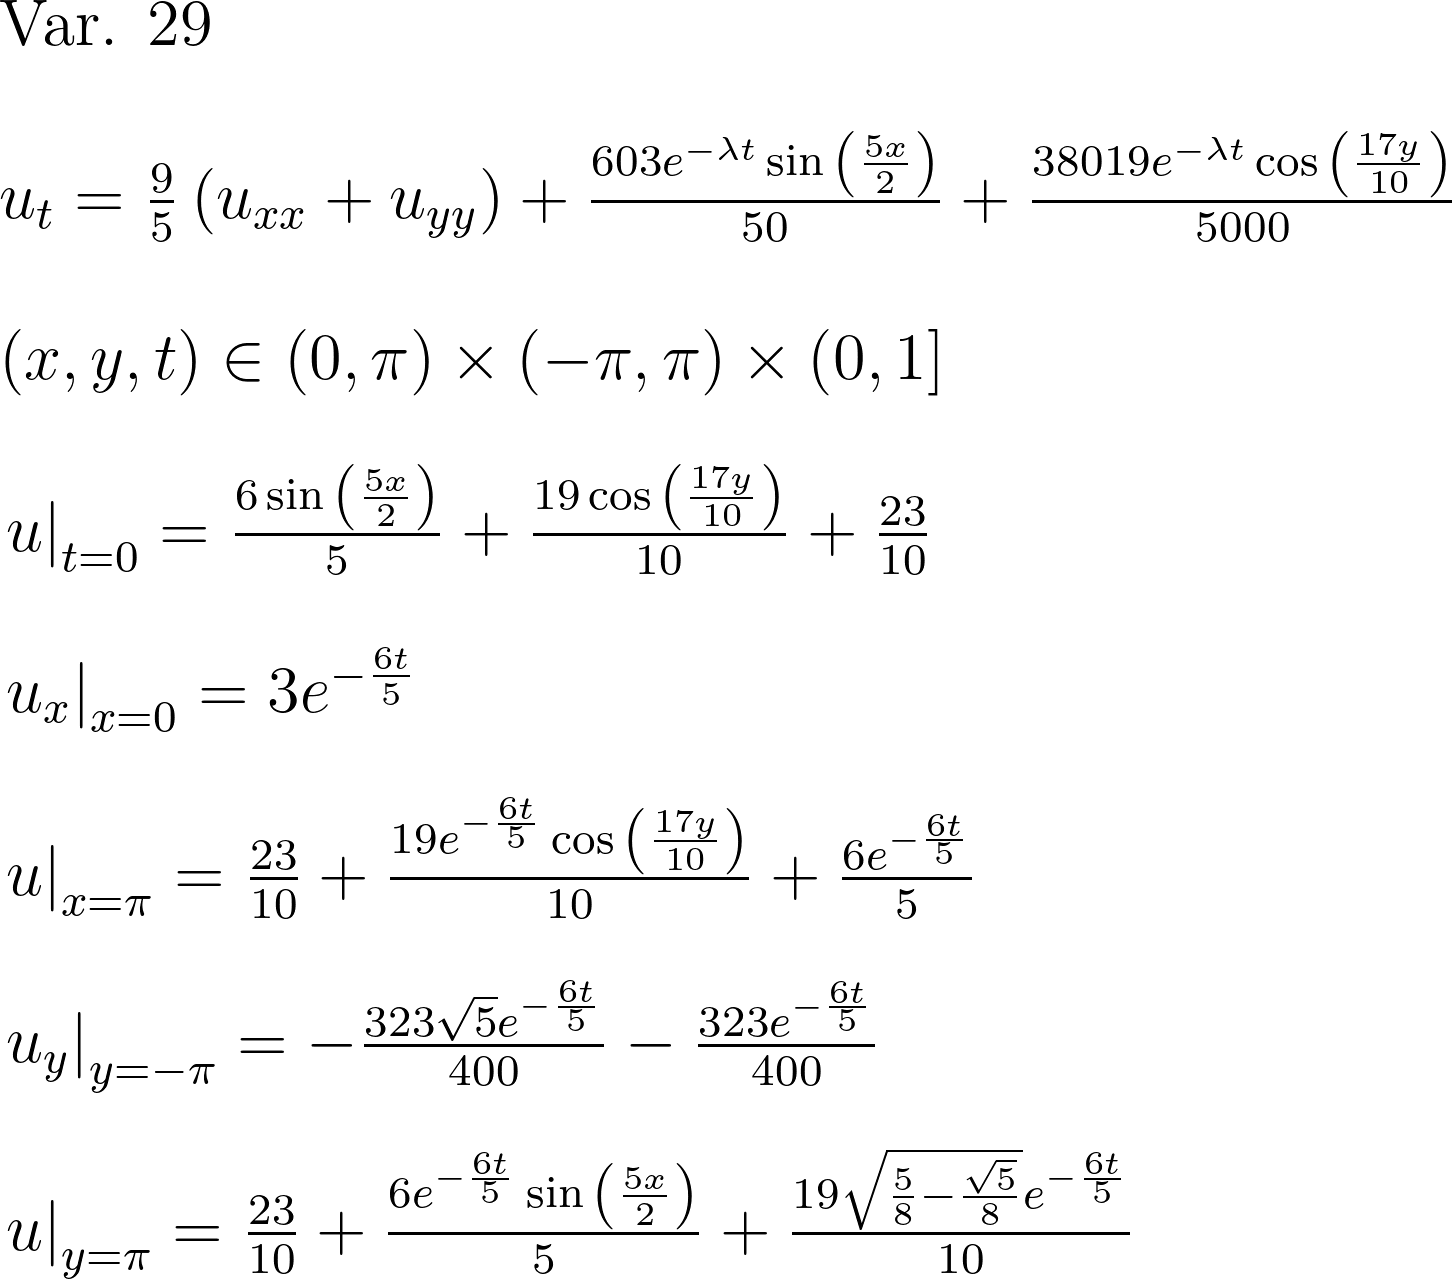 Var. 29
$u_t = \frac{9}{5}\left(u_{xx} + u_{yy}\right) + \frac{603e^{-\lambda t}\sin\left(\frac{5x}{2}\right)}{50} + \frac{38019e^{-\lambda t}\cos\left(\frac{17y}{10}\right)}{5000}$
$(x, y, t) \in (0, \pi) \times (-\pi, \pi) \times (0, 1]$
$u|_{t=0} = \frac{6\sin\left(\frac{5x}{2}\right)}{5} + \frac{19\cos\left(\frac{17y}{10}\right)}{10} + \frac{23}{10}$
$u_x|_{x=0} = 3e^{-\frac{6t}{5}}$
$u|_{x=\pi} = \frac{23}{10} + \frac{19e^{-\frac{6t}{5}}\cos\left(\frac{17y}{10}\right)}{10} + \frac{6e^{-\frac{6t}{5}}}{5}$
$u_y|_{y=-\pi} = -\frac{323\sqrt{5}e^{-\frac{6t}{5}}}{400} - \frac{323e^{-\frac{6t}{5}}}{400}$
$u|_{y=\pi} = \frac{23}{10} + \frac{6e^{-\frac{6t}{5}}\sin\left(\frac{5x}{2}\right)}{5} + \frac{19\sqrt{\frac{5}{8}-\frac{\sqrt{5}}{8}}e^{-\frac{6t}{5}}}{10}$